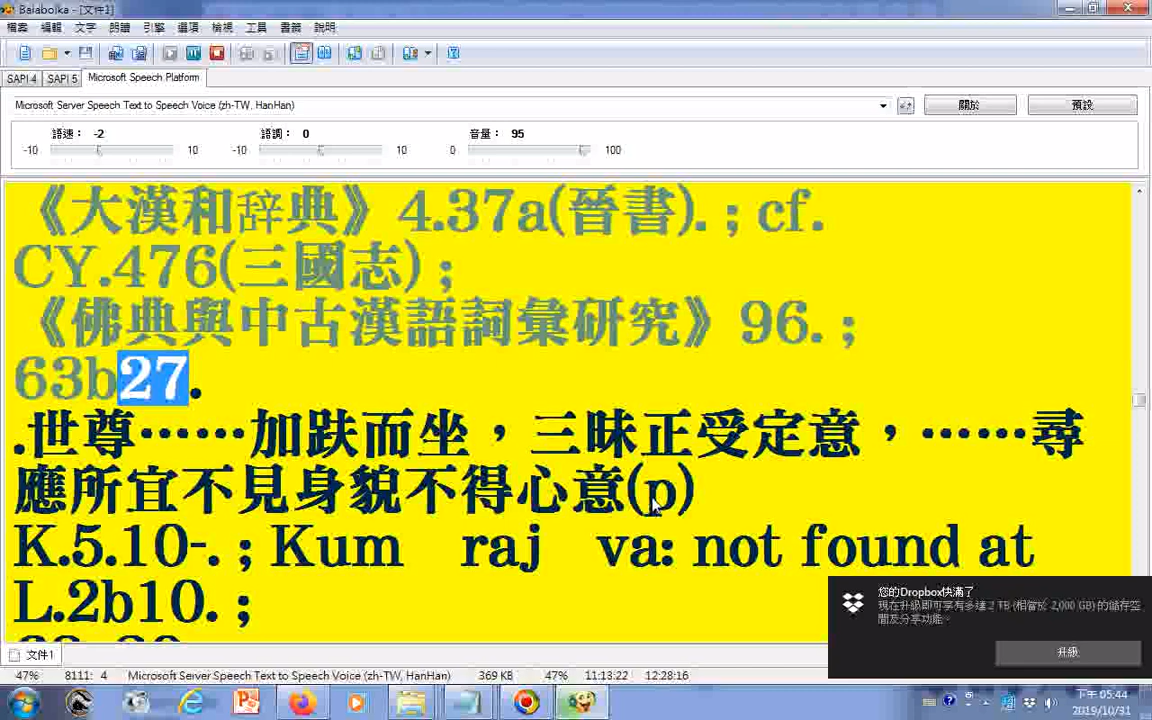 Balabolka - [文件1]
檔案 編輯 文字 朗讀 引擎 選項 檢視 工具 書籤 說明
SAPI 4 SAPI 5 Microsoft Speech Platform
Microsoft Server Speech Text to Speech Voice (zh-TW, HanHan)
關於 預設
語速： -2 語調： 0 音量： 95
-10 10 -10 10 0 100
《大漢和辞典》4.37a(晉書). ; cf.
CY.476(三國志) ;
《佛典與中古漢語詞彙研究》96. ;
63b27.
.世尊……加趺而坐，三昧正受定意，……尋
應所宜不見身貌不得心意(p)
K.5.10-. ; Kum raj va: not found at
L.2b10. ;
您的Dropbox快滿了
現在升級即可享有多達 2 TB (相當於 2,000 GB) 的儲存空
間及分享功能。
升級
文件1
47% 8111: 4 Microsoft Server Speech Text to Speech Voice (zh-TW, HanHan) 369 KB 47% 11:13:22 12:28:16
下午 05:44
2019/10/31